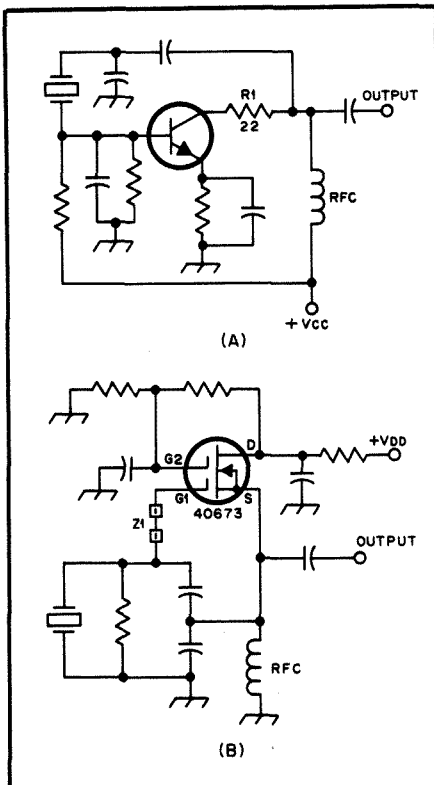 R1
22
OUTPUT
RFC
+VCC
(A)
D
+VDD
G2
G1
S
40673
Z1
OUTPUT
RFC
(B)